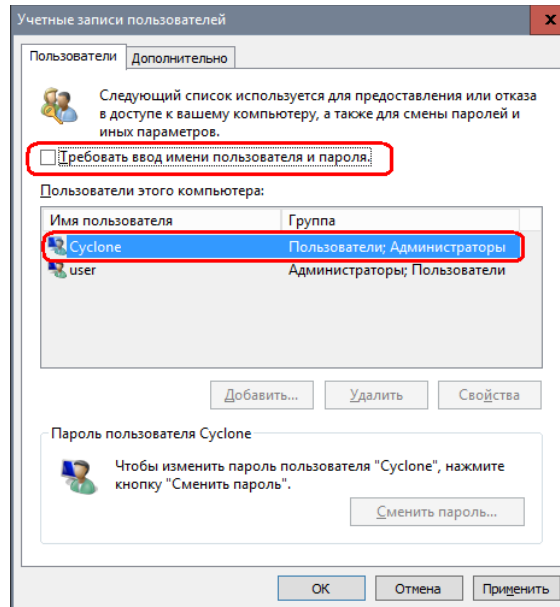 Учетные записи пользователей
x
Пользователи Дополнительно
Следующий список используется для предоставления или отказа
в доступе к вашему компьютеру, а также для смены паролей и
иных параметров.
Требовать ввод имени пользователя и пароля.
Пользователи этого компьютера:
Имя пользователя Группа
Cyclone Пользователи; Администраторы
user Администраторы; Пользователи
Добавить... Удалить Свойства
Пароль пользователя Cyclone
Чтобы изменить пароль пользователя "Cyclone", нажмите
кнопку "Сменить пароль".
Сменить пароль...
ОК Отмена Применить